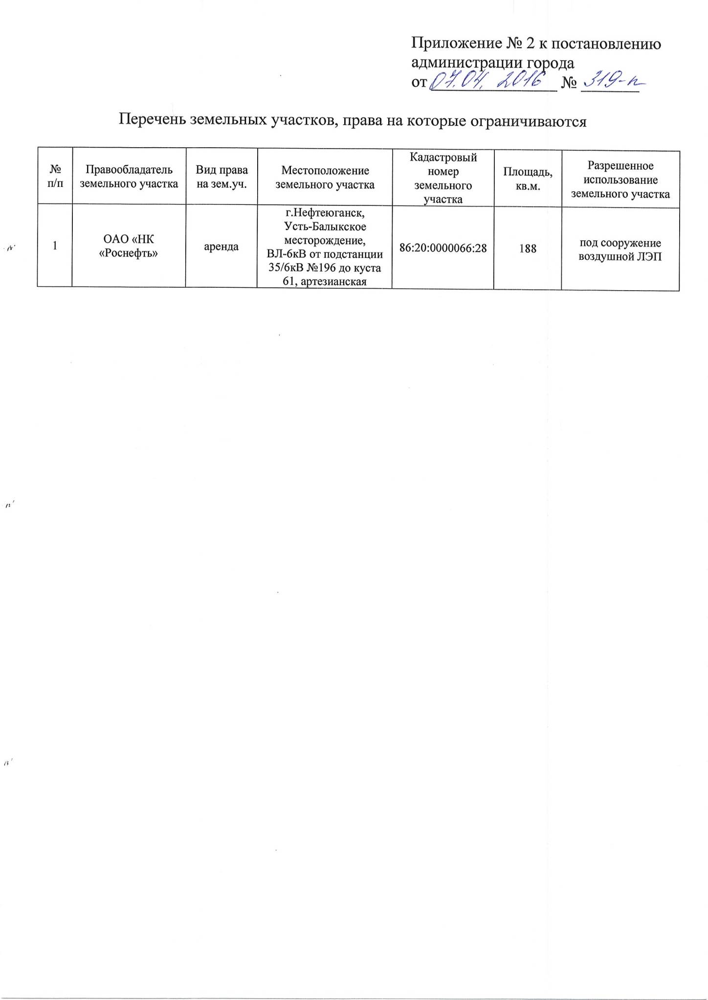 Приложение № 2 к постановлению
администрации города
от 07.04. 2016 № 319-п
Перечень земельных участков, права на которые ограничиваются
№
п/п
Правообладатель
земельного участка
Вид права
на зем.уч.
Местоположение
земельного участка
Кадастровый
номер
земельного
участка
Площадь,
кв.м.
Разрешенное
использование
земельного участка
1
ОАО «НК
«Роснефть»
аренда
г.Нефтеюганск,
Усть-Балыкское
месторождение,
ВЛ-6кВ от подстанции
35/6кВ №196 до куста
61, артезианская
86:20:0000066:28
188
под сооружение
воздушной ЛЭП